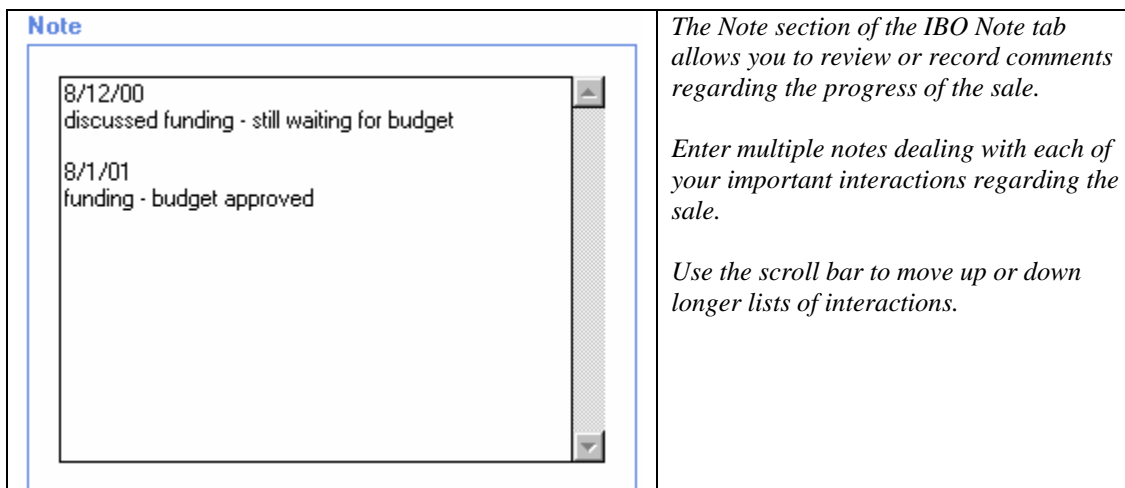 Note
8/12/00
discussed funding - still waiting for budget
8/1/01
funding - budget approved
The Note section of the IBO Note tab
allows you to review or record comments
regarding the progress of the sale.
Enter multiple notes dealing with each of
your important interactions regarding the
sale.
Use the scroll bar to move up or down
longer lists of interactions.